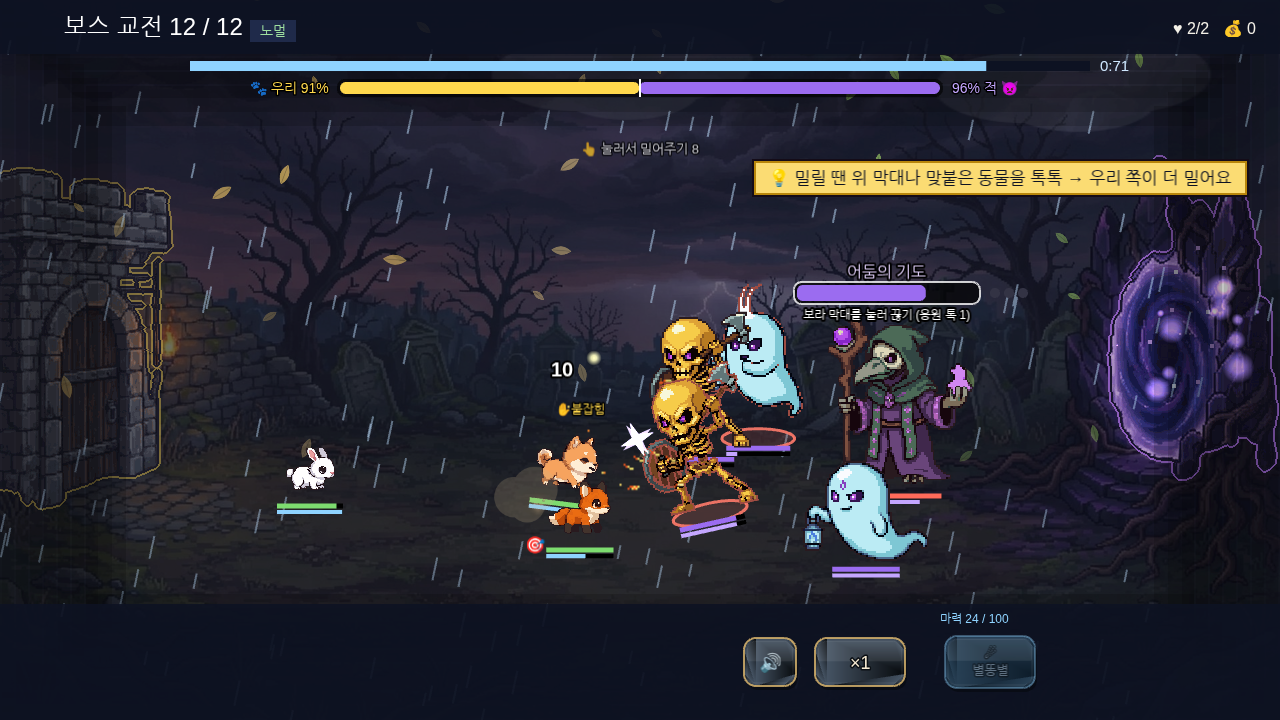 보스 교전 12 / 12 노멀
♥ 2/2 💰 0
0:71
🐾 우리 91% 96% 적 👿
👆 눌러서 밀어주기 8
💡 밀릴 땐 위 막대나 맞붙은 동물을 톡톡 → 우리 쪽이 더 밀어요
어둠의 기도
보라 막대를 눌러 끊기 (응원 톡 1)
10
✋붙잡힘
마력 24 / 100
×1
별똥별